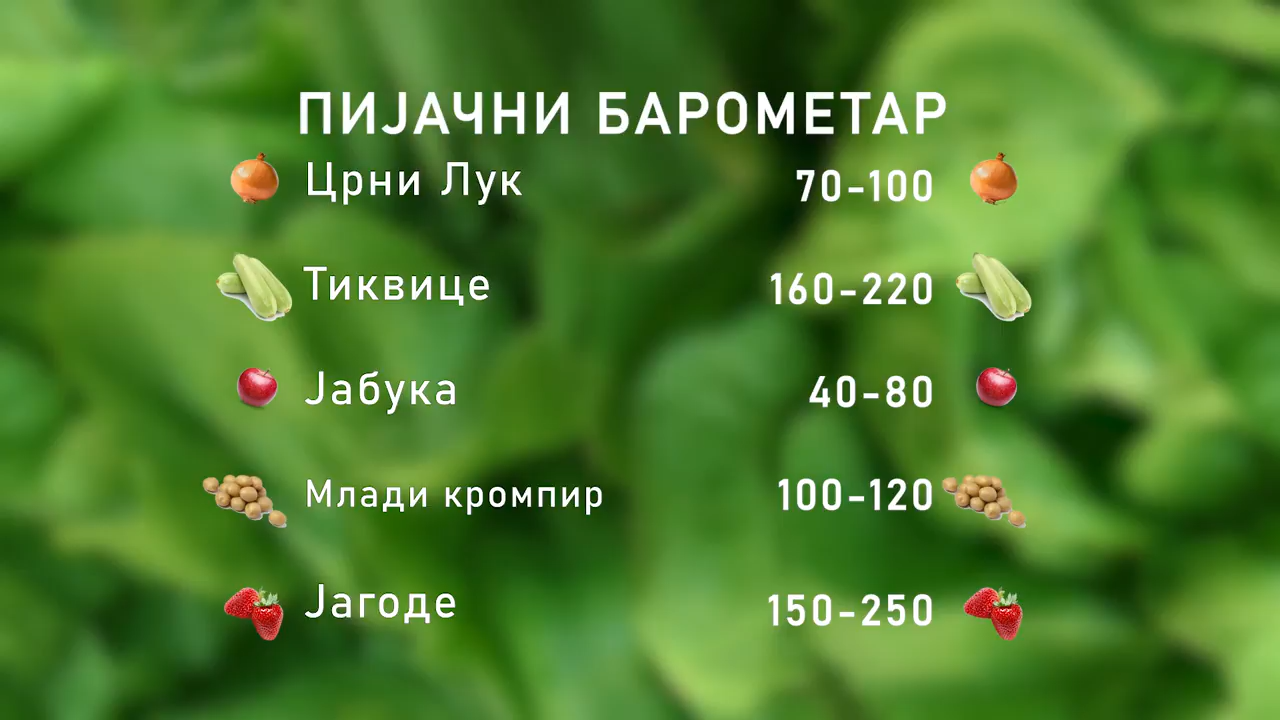 ПИЈАЧНИ БАРОМЕТАР
Црни Лук 70-100
Тиквице 160-220
Јабука 40-80
Млади кромпир 100-120
Јагоде 150-250